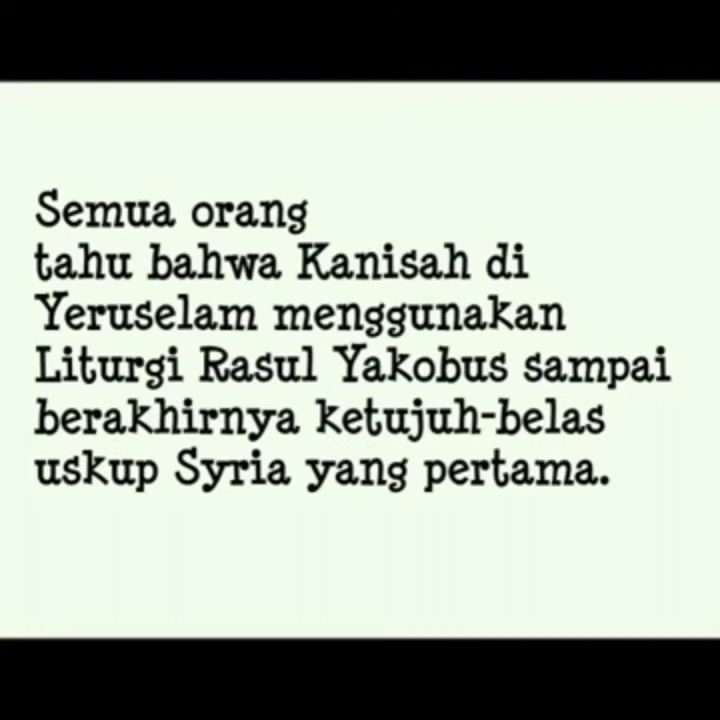 Semua orang
tahu bahwa Kanisah di
Yeruselam menggunakan
Liturgi Rasul Yakobus sampai
berakhirnya ketujuh-belas
uskup Syria yang pertama.